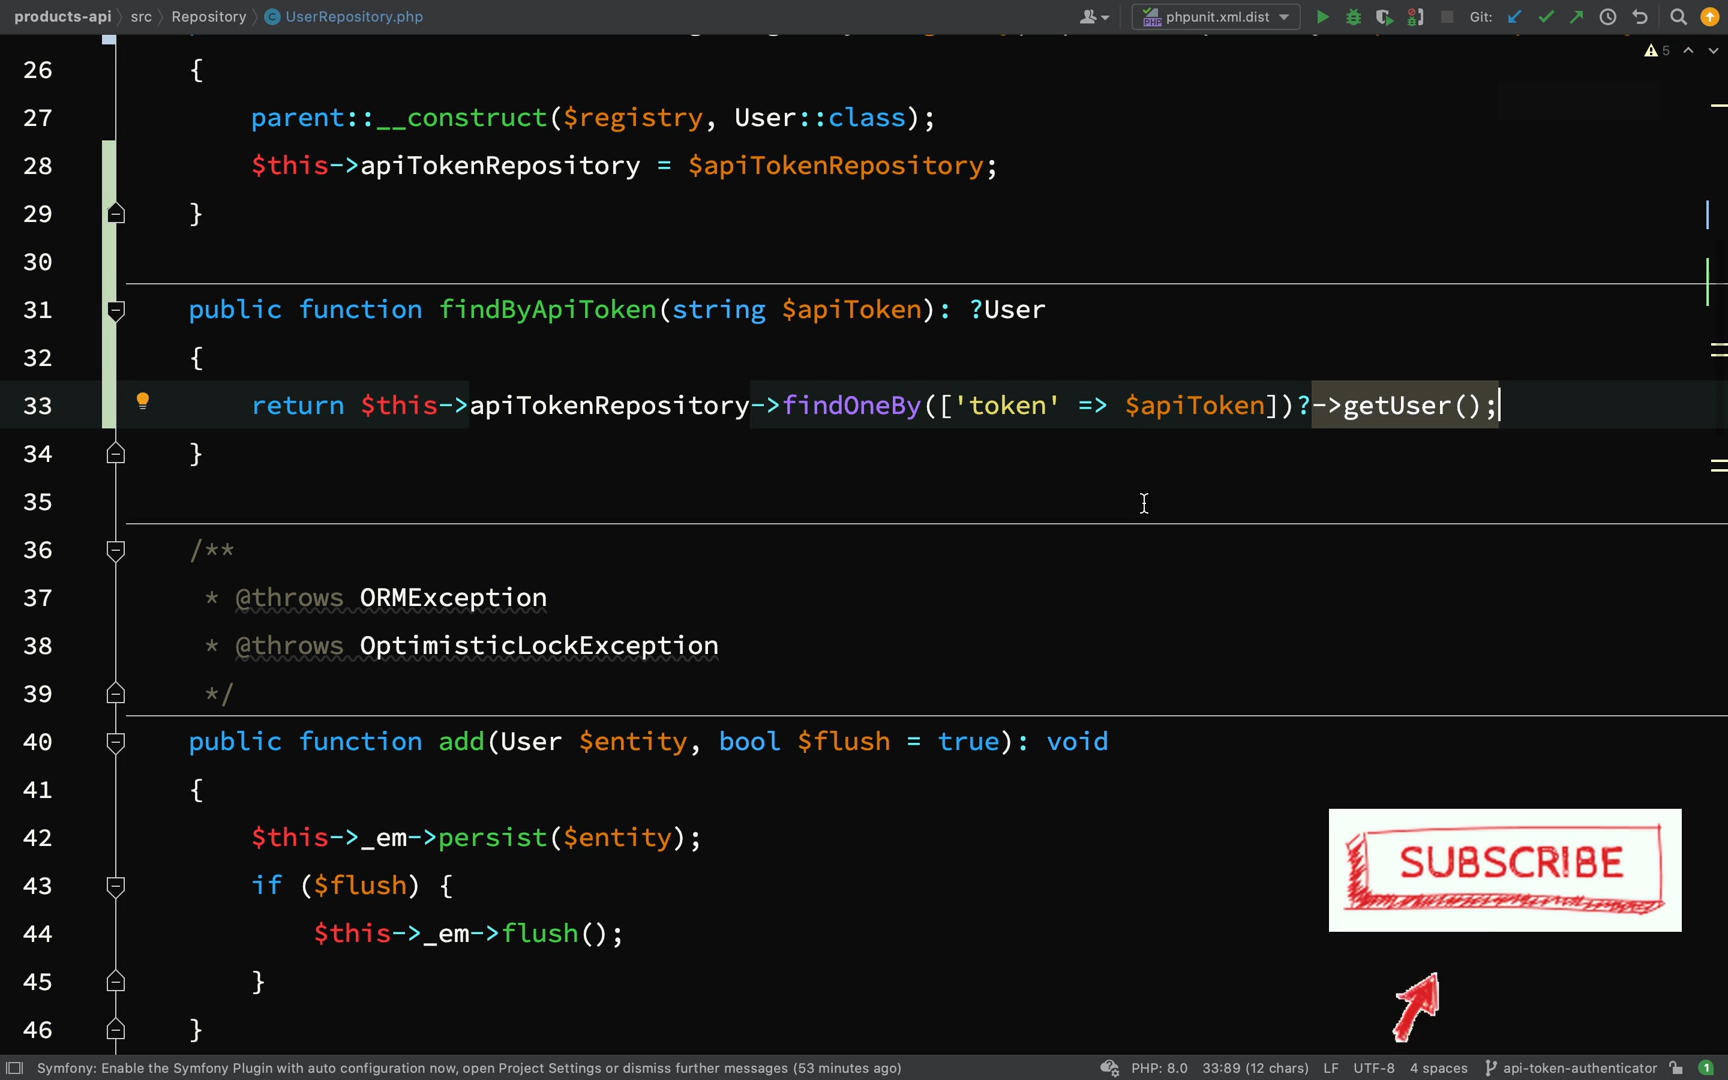 products-api src Repository UserRepository.php phpunit.xml.dist Git:
5
26 {
27 parent::__construct($registry, User::class);
28 $this->apiTokenRepository = $apiTokenRepository;
29 }
30
31 public function findByApiToken(string $apiToken): ?User
32 {
33 return $this->apiTokenRepository->findOneBy(['token' => $apiToken])?->getUser();
34 }
35
36 /**
37 * @throws ORMException
38 * @throws OptimisticLockException
39 */
40 public function add(User $entity, bool $flush = true): void
41 {
42 $this->_em->persist($entity);
43 if ($flush) {
44 $this->_em->flush();
45 }
46 }
SUBSCRIBE
Symfony: Enable the Symfony Plugin with auto configuration now, open Project Settings or dismiss further messages (53 minutes ago) PHP: 8.0 33:89 (12 chars) LF UTF-8 4 spaces api-token-authenticator 1